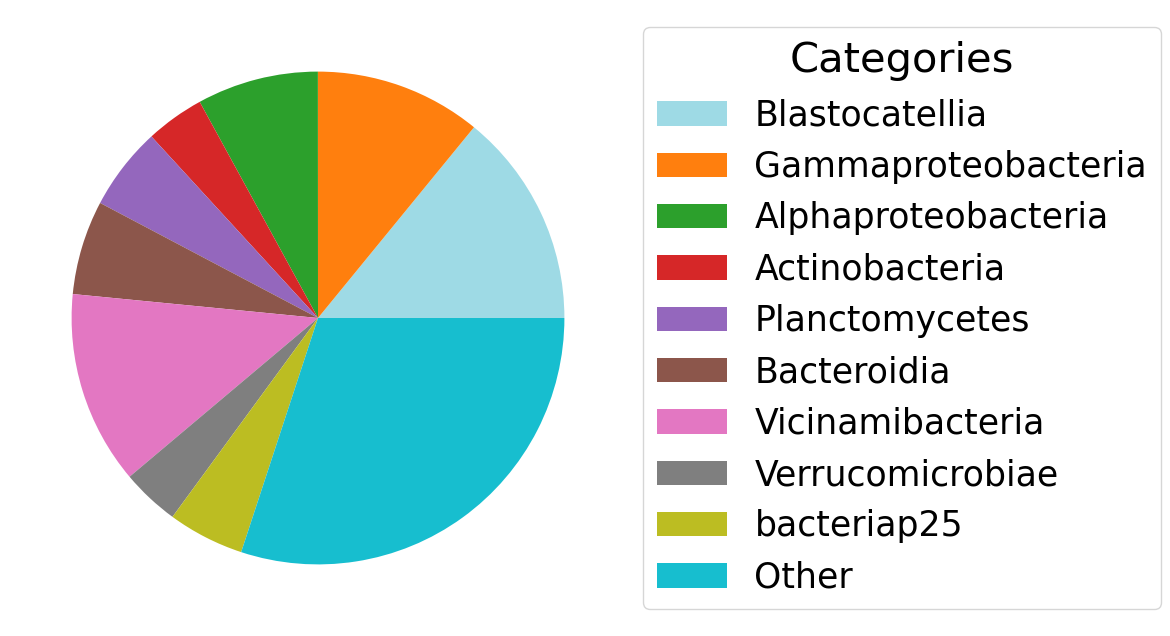 Categories
Blastocatellia
Gammaproteobacteria
Alphaproteobacteria
Actinobacteria
Planctomycetes
Bacteroidia
Vicinamibacteria
Verrucomicrobiae
bacteriap25
Other